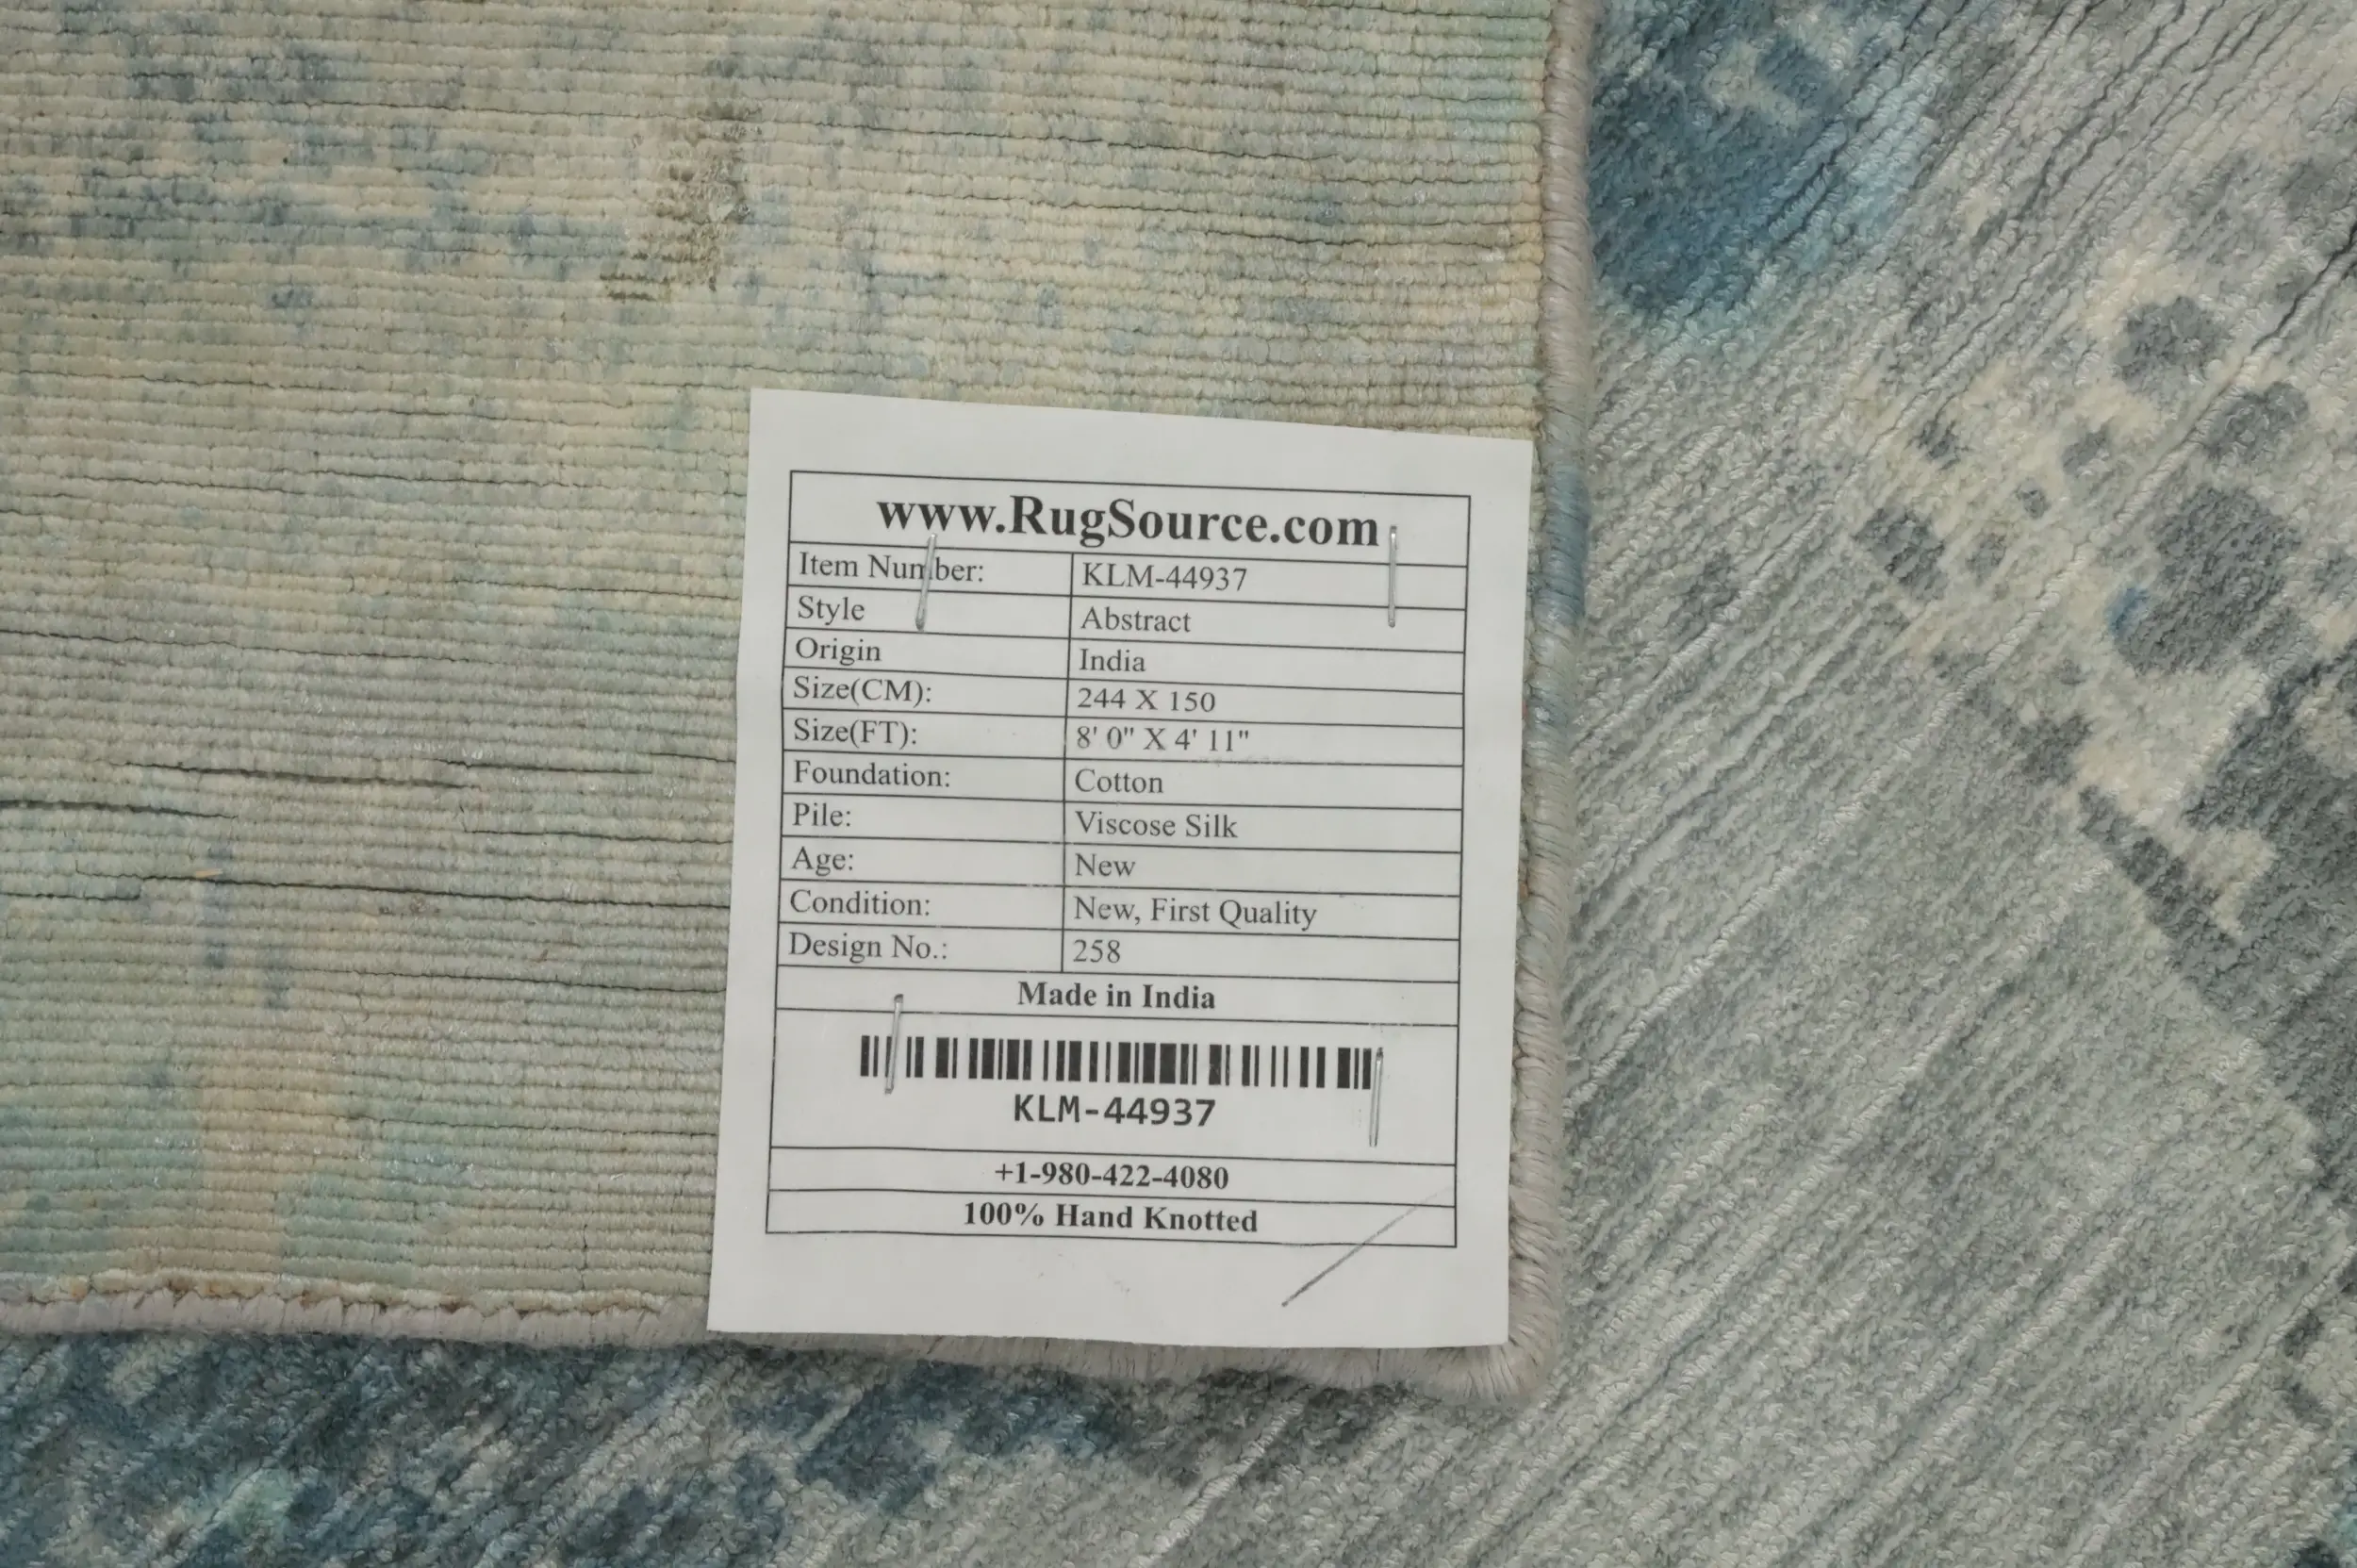 www.RugSource.com
Item Number: KLM-44937
Style Abstract
Origin India
Size(CM): 244 X 150
Size(FT): 8' 0" X 4' 11"
Foundation: Cotton
Pile: Viscose Silk
Age: New
Condition: New, First Quality
Design No.: 258
Made in India
KLM-44937
+1-980-422-4080
100% Hand Knotted